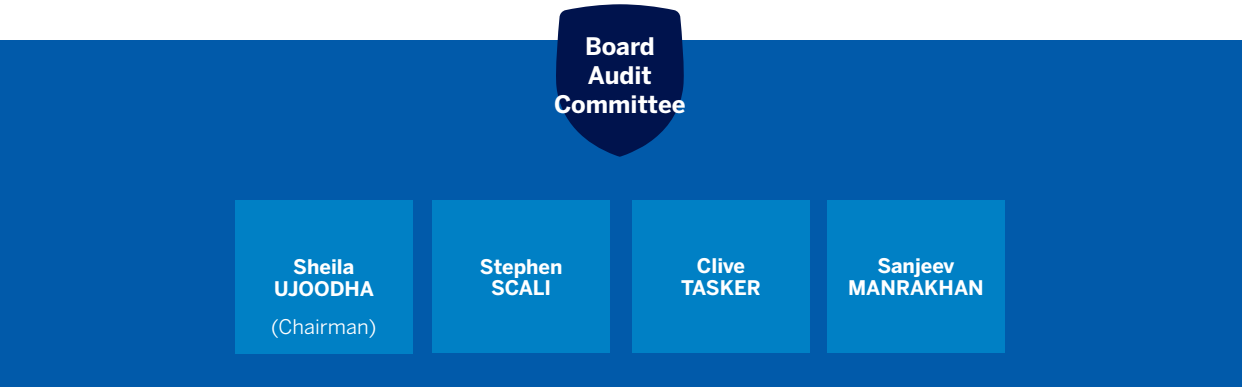 Board
Audit
Committee
Sheila
UJOODHA
(Chairman)
Stephen
SCALI
Clive
TASKER
Sanjeev
MANRAKHAN